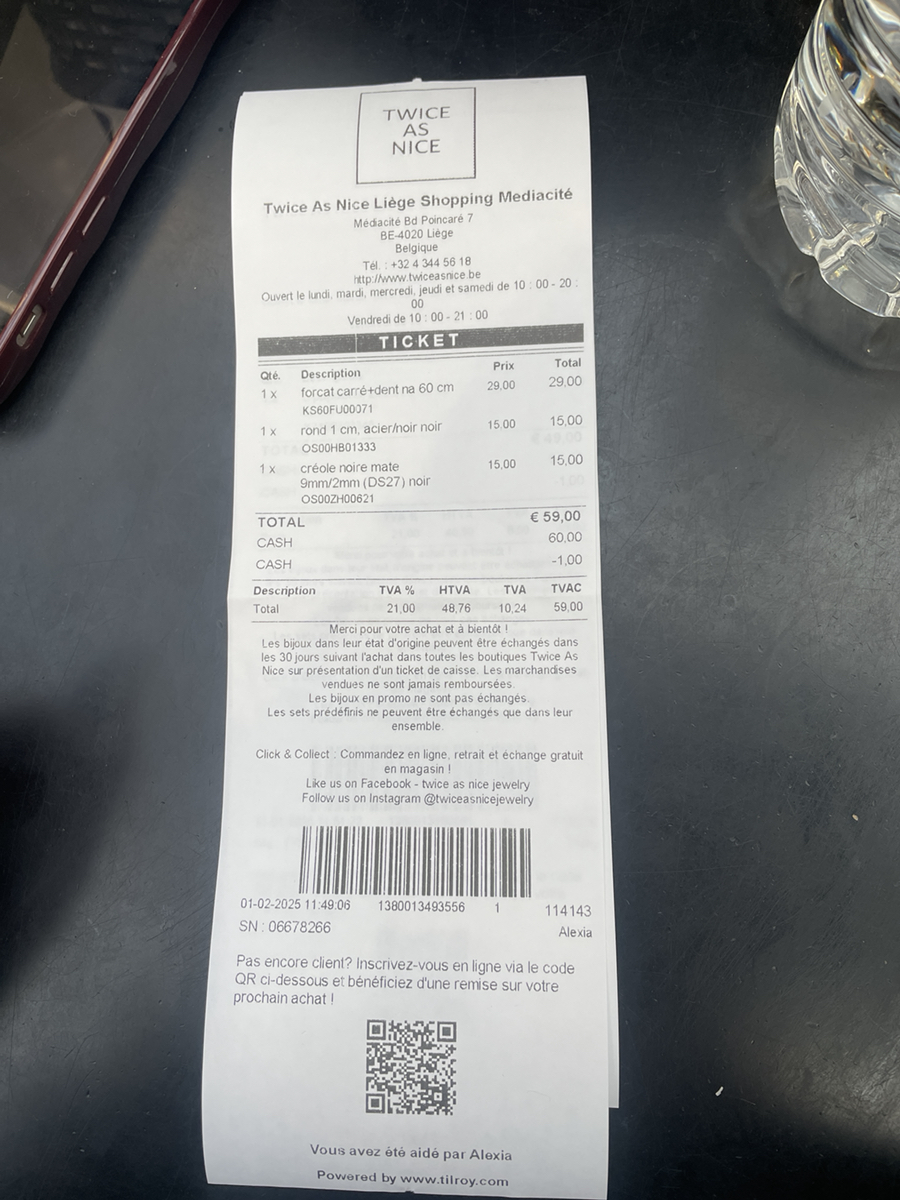 TWICE
AS
NICE
Twice As Nice Liège Shopping Mediacité
Médiacité Bd Poincaré 7
BE-4020 Liège
Belgique
Tél. : +32 4 344 56 18
http://www.twiceasnice.be
Ouvert le lundi, mardi, mercredi, jeudi et samedi de 10 : 00 - 20 :
00
Vendredi de 10 : 00 - 21 : 00
TICKET
Qté. Description Prix Total
1 x forcat carré+dent na 60 cm 29,00 29,00
KS60FU00071
1 x rond 1 cm, acier/noir noir 15,00 15,00
OS00HB01333
1 x créole noire mate 15,00 15,00
9mm/2mm (DS27) noir
OS00ZH00621
TOTAL € 59,00
CASH 60,00
CASH -1,00
Description TVA % HTVA TVA TVAC
Total 21,00 48,76 10,24 59,00
Merci pour votre achat et à bientôt !
Les bijoux dans leur état d'origine peuvent être échangés dans
les 30 jours suivant l'achat dans toutes les boutiques Twice As
Nice sur présentation d'un ticket de caisse. Les marchandises
vendues ne sont jamais remboursées.
Les bijoux en promo ne sont pas échangés.
Les sets prédéfinis ne peuvent être échangés que dans leur
ensemble.
Click & Collect : Commandez en ligne, retrait et échange gratuit
en magasin !
Like us on Facebook - twice as nice jewelry
Follow us on Instagram @twiceasnicejewelry
01-02-2025 11:49:06 1380013493556 1 114143
SN : 06678266 Alexia
Pas encore client? Inscrivez-vous en ligne via le code
QR ci-dessous et bénéficiez d'une remise sur votre
prochain achat !
Vous avez été aidé par Alexia
Powered by www.tilroy.com